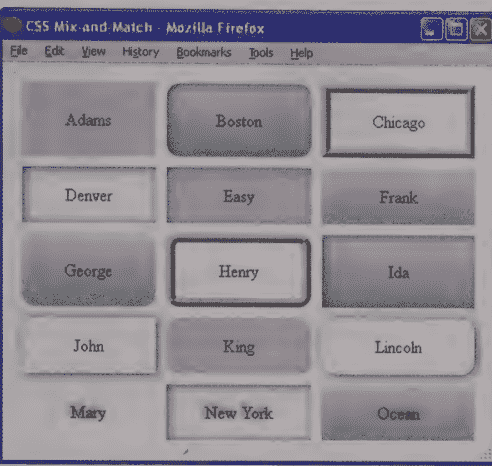 CSS Mix-and-Match - Mozilla Firefox
File Edit View History Bookmarks Tools Help
Adams Boston Chicago
Denver Easy Frank
George Henry Ida
John King Lincoln
Mary New York Ocean